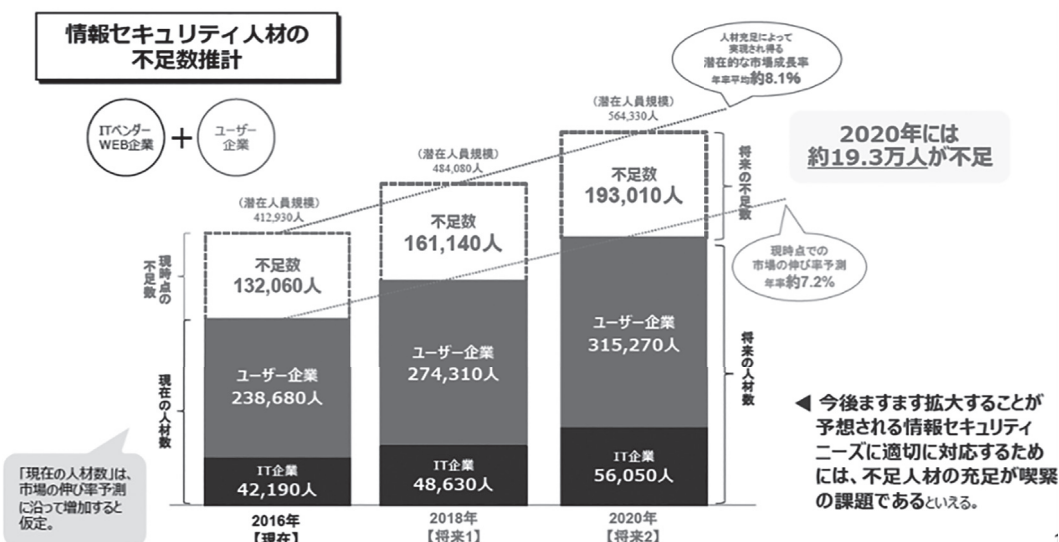 情報セキュリティ人材の
不足数推計
ITベンダー
WEB企業
+
ユーザー
企業
人材充足によって
実現され得る
潜在的な市場成長率
年率平均約8.1%
2020年には
約19.3万人が不足
現時点での
市場の伸び率予測
年率約7.2%
(潜在人員規模)
412,930人
(潜在人員規模)
484,080人
(潜在人員規模)
564,330人
現時点の
不足数
現在の人材数
不足数
132,060人
ユーザー企業
238,680人
IT企業
42,190人
2016年
【現在】
不足数
161,140人
ユーザー企業
274,310人
IT企業
48,630人
2018年
【将来1】
不足数
193,010人
ユーザー企業
315,270人
IT企業
56,050人
2020年
【将来2】
将来の不足数
将来の人材数
「現在の人材数」は、
市場の伸び率予測
に沿って増加すると
仮定。
◀ 今後ますます拡大することが
予想される情報セキュリティ
ニーズに適切に対応するため
には、不足人材の充足が喫緊
の課題であるといえる。